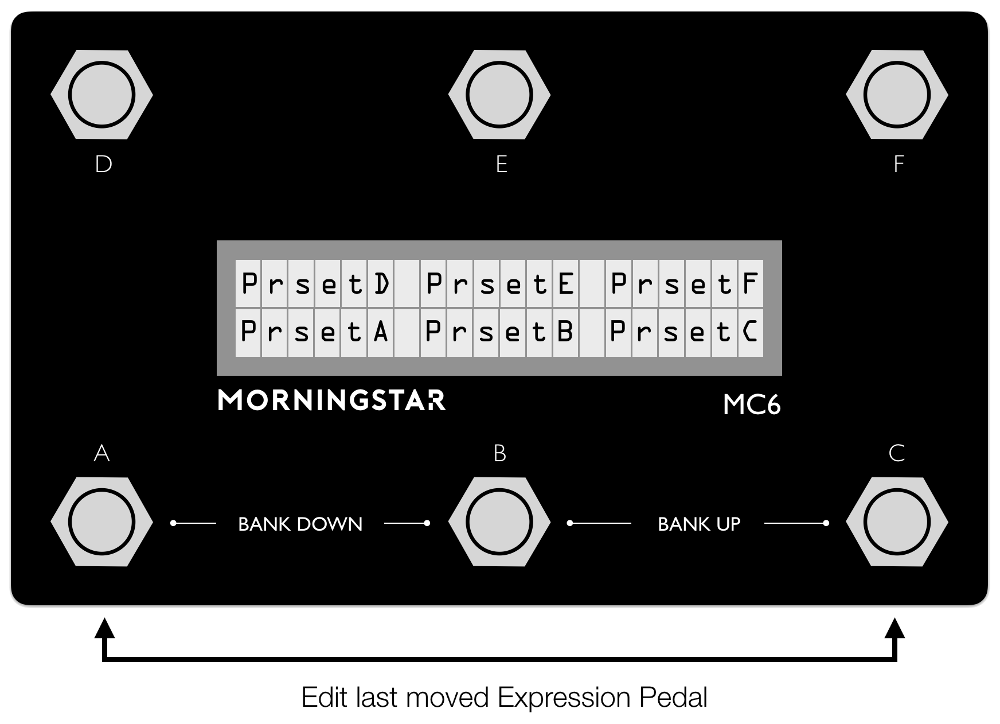 D E F
PrsetD PrsetE PrsetF
PrsetA PrsetB PrsetC
MORNINGSTAR MC6
A B C
BANK DOWN BANK UP
Edit last moved Expression Pedal